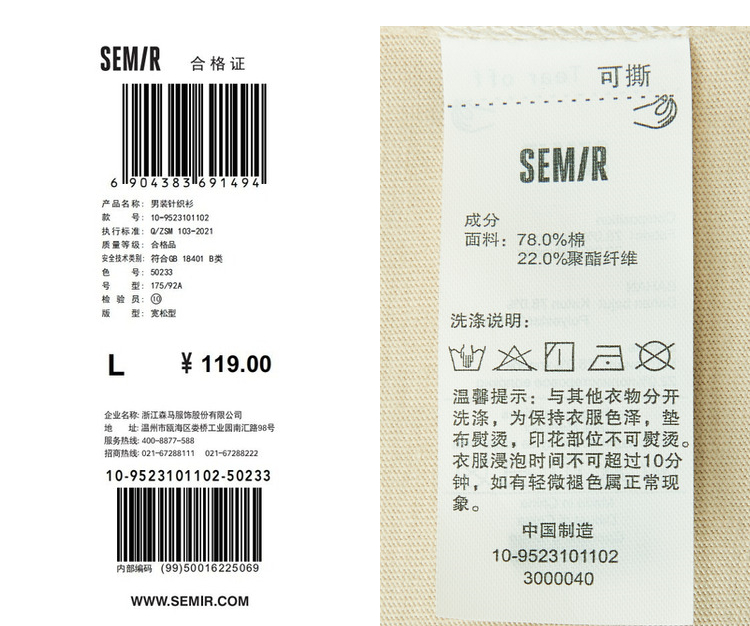 SEMIR 合格证
6 904383 691494
产品名称: 男装针织衫
款 号: 10-9523101102
执行标准: Q/ZSM 103-2021
质量等级: 合格品
安全技术类别: 符合GB 18401 B类
色 号: 50233
号 型: 175/92A
检 验 员: ⑩
版 型: 宽松型
L ¥ 119.00
企业名称: 浙江森马服饰股份有限公司
地 址: 温州市瓯海区娄桥工业园南汇路98号
服务热线: 400-8877-588
招商热线: 021-67288111 021-67288222
10-9523101102-50233
内部编码 (99)50016225069
WWW.SEMIR.COM
可撕
SEMIR
成分
面料: 78.0%棉
22.0%聚酯纤维
洗涤说明:
温馨提示: 与其他衣物分开
洗涤, 为保持衣服色泽, 垫
布熨烫, 印花部位不可熨烫。
衣服浸泡时间不可超过10分
钟, 如有轻微褪色属正常现
象。
中国制造
10-9523101102
3000040